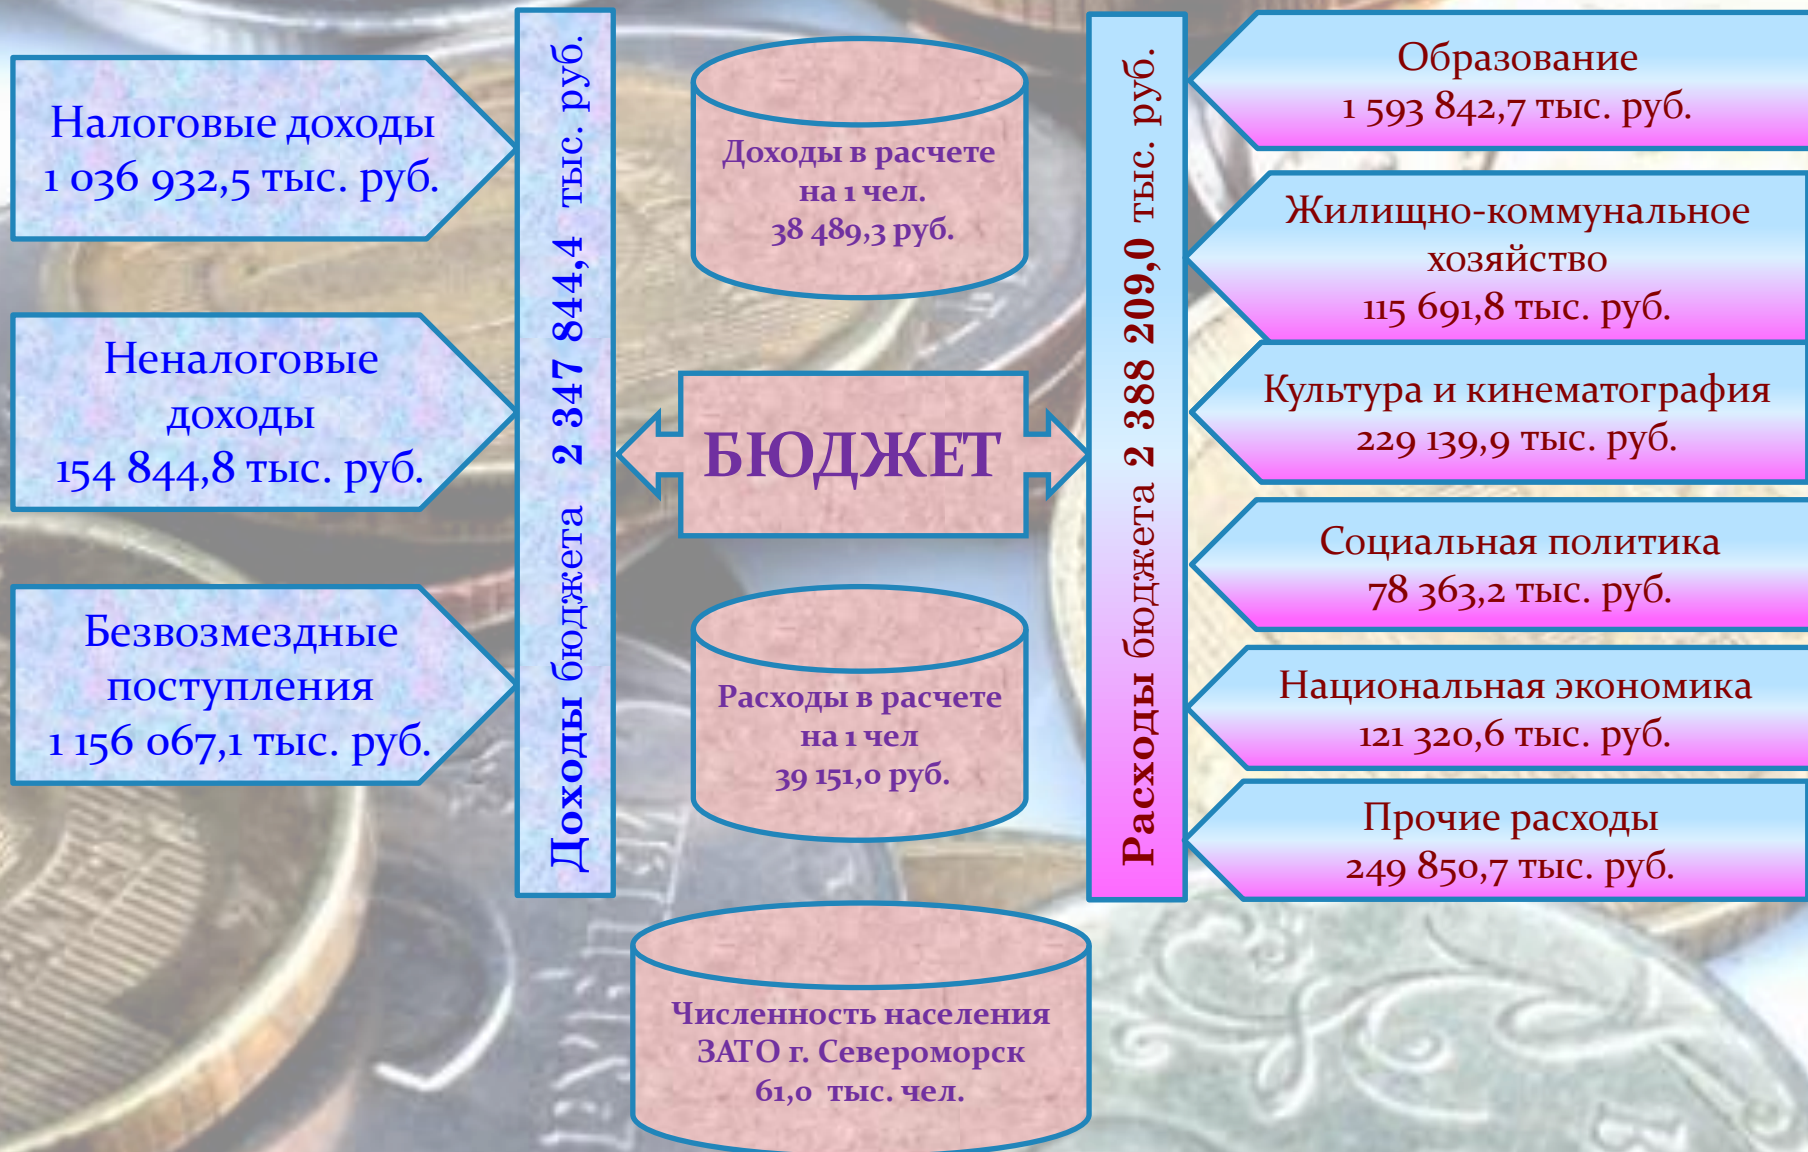 Налоговые доходы
1 036 932,5 тыс. руб.
Неналоговые
доходы
154 844,8 тыс. руб.
Безвозмездные
поступления
1 156 067,1 тыс. руб.
Доходы бюджета 2 347 844,4 тыс. руб.
Доходы в расчете
на 1 чел.
38 489,3 руб.
БЮДЖЕТ
Расходы в расчете
на 1 чел
39 151,0 руб.
Численность населения
ЗАТО г. Североморск
61,0 тыс. чел.
Расходы бюджета 2 388 209,0 тыс. руб.
Образование
1 593 842,7 тыс. руб.
Жилищно-коммунальное
хозяйство
115 691,8 тыс. руб.
Культура и кинематография
229 139,9 тыс. руб.
Социальная политика
78 363,2 тыс. руб.
Национальная экономика
121 320,6 тыс. руб.
Прочие расходы
249 850,7 тыс. руб.